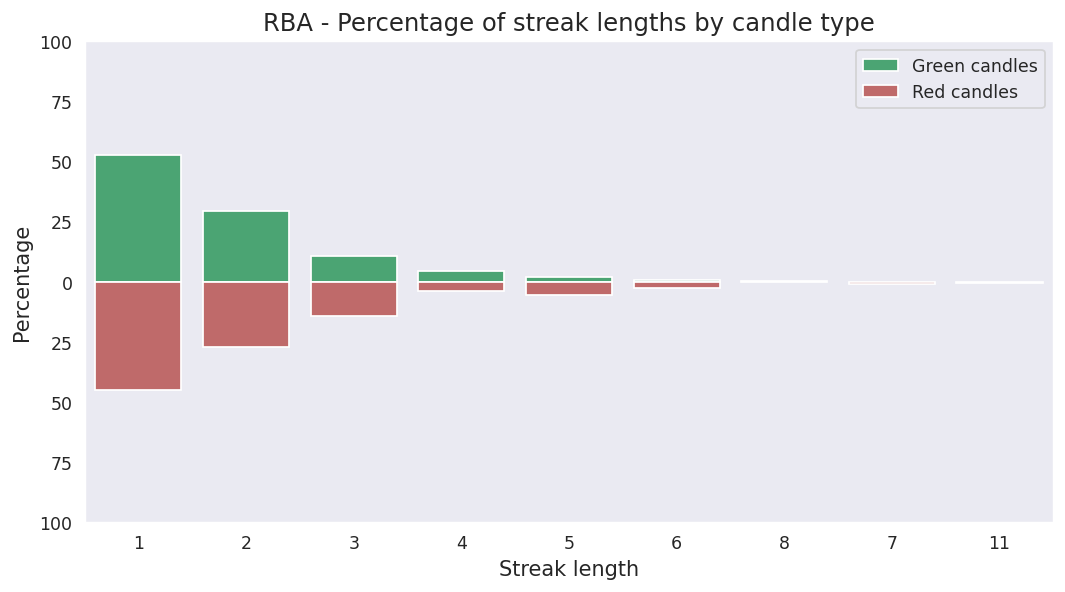 RBA - Percentage of streak lengths by candle type
Green candles
Red candles
Percentage
100
75
50
25
0
25
50
75
100
1 2 3 4 5 6 8 7 11
Streak length